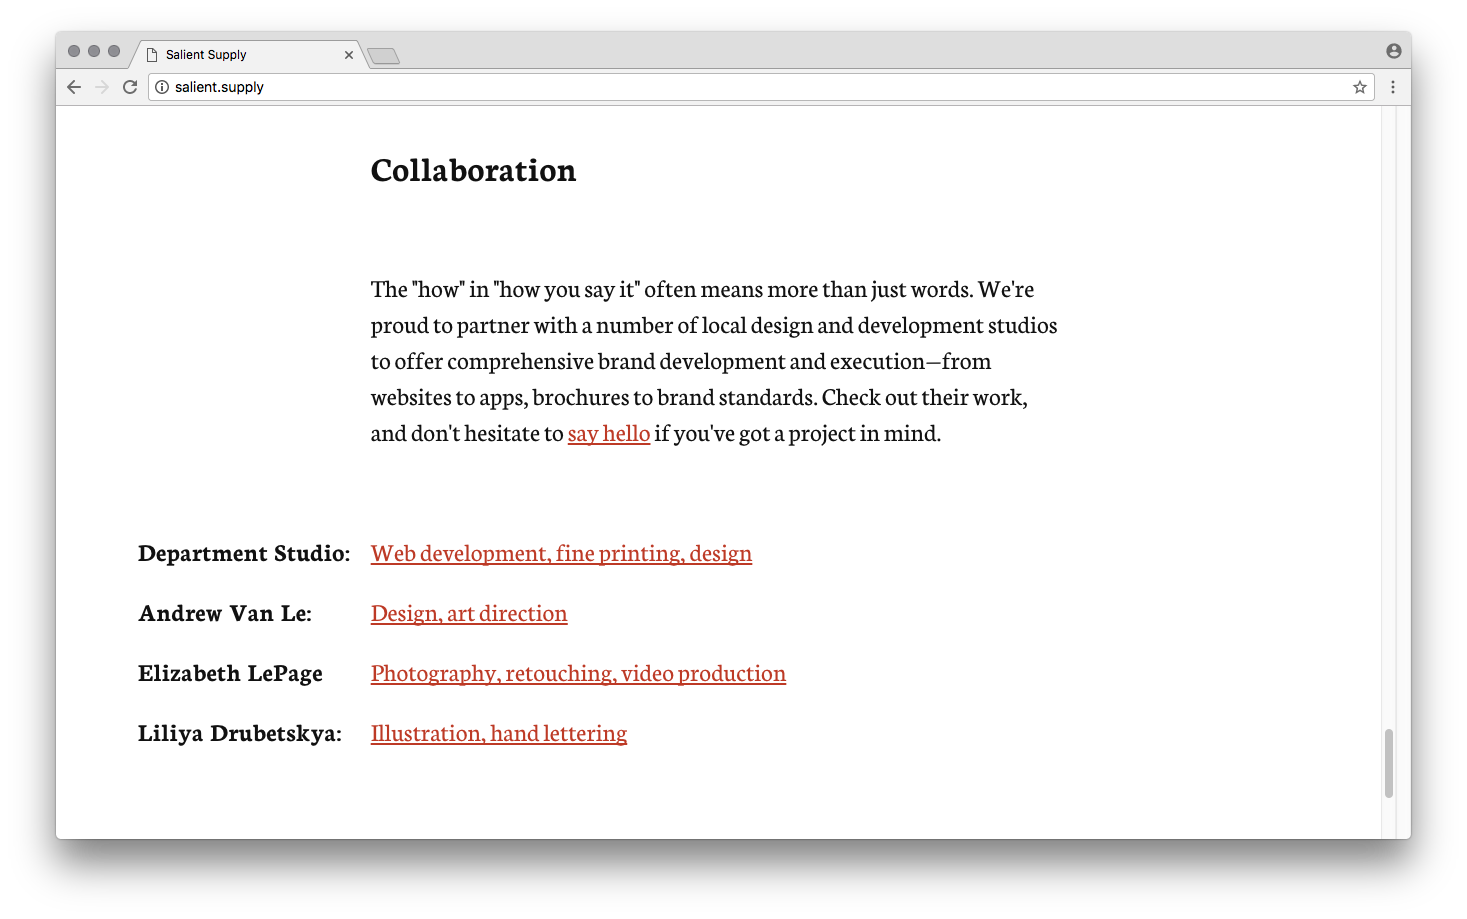 Salient Supply
salient.supply
Collaboration
The "how" in "how you say it" often means more than just words. We're
proud to partner with a number of local design and development studios
to offer comprehensive brand development and execution—from
websites to apps, brochures to brand standards. Check out their work,
and don't hesitate to say hello if you've got a project in mind.
Department Studio: Web development, fine printing, design
Andrew Van Le: Design, art direction
Elizabeth LePage Photography, retouching, video production
Liliya Drubetskya: Illustration, hand lettering